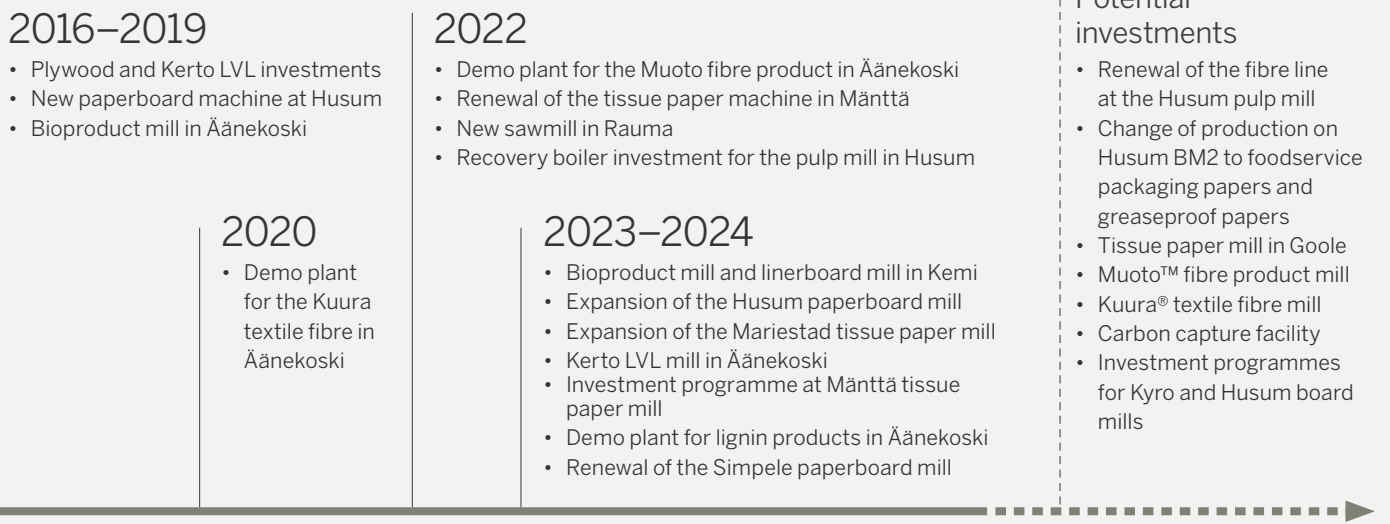 2016–2019
• Plywood and Kerto LVL investments
• New paperboard machine at Husum
• Bioproduct mill in Äänekoski
2020
• Demo plant
for the Kuura
textile fibre in
Äänekoski
2022
• Demo plant for the Muoto fibre product in Äänekoski
• Renewal of the tissue paper machine in Mänttä
• New sawmill in Rauma
• Recovery boiler investment for the pulp mill in Husum
2023–2024
• Bioproduct mill and linerboard mill in Kemi
• Expansion of the Husum paperboard mill
• Expansion of the Mariestad tissue paper mill
• Kerto LVL mill in Äänekoski
• Investment programme at Mänttä tissue
paper mill
• Demo plant for lignin products in Äänekoski
• Renewal of the Simpele paperboard mill
Potential
investments
• Renewal of the fibre line
at the Husum pulp mill
• Change of production on
Husum BM2 to foodservice
packaging papers and
greaseproof papers
• Tissue paper mill in Goole
• Muoto™ fibre product mill
• Kuura® textile fibre mill
• Carbon capture facility
• Investment programmes
for Kyro and Husum board
mills